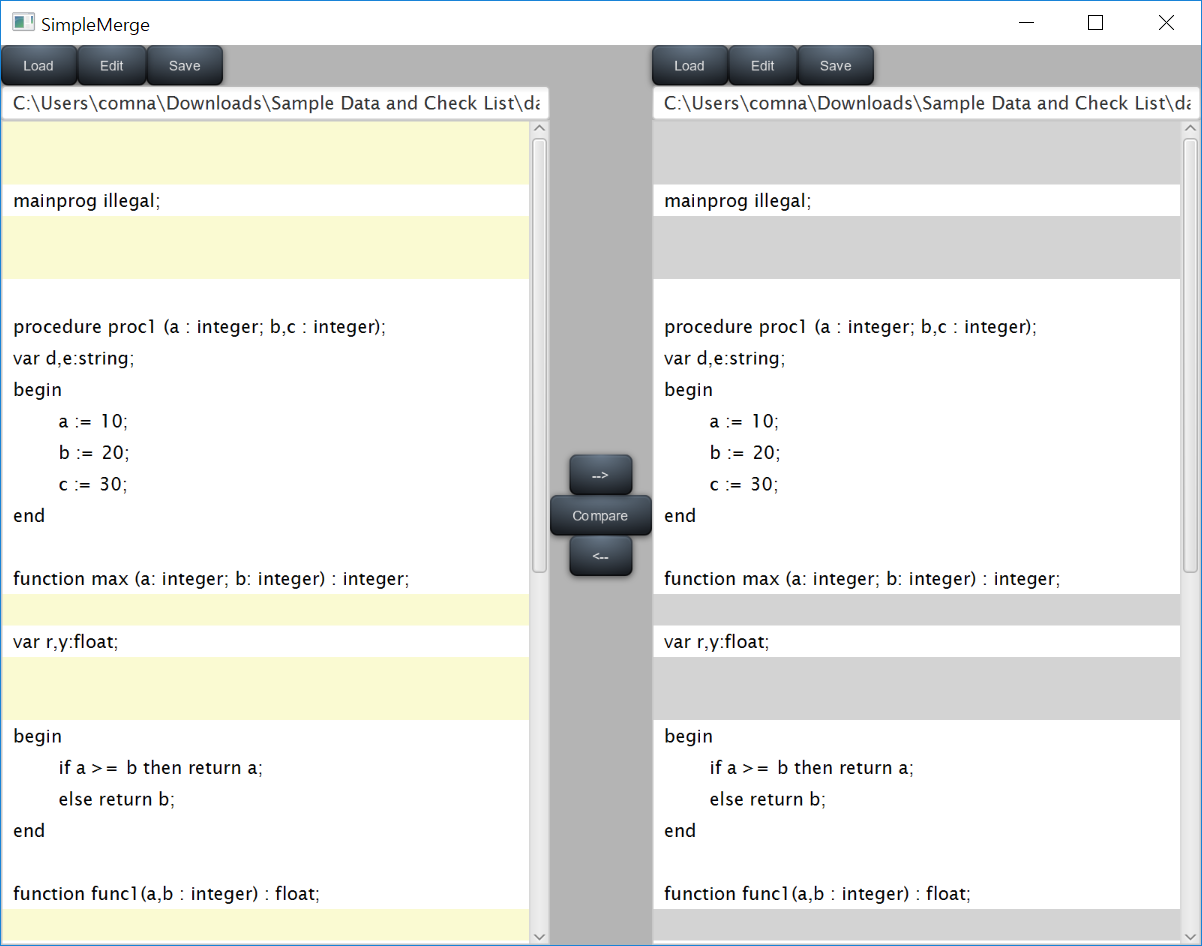 SimpleMerge
Load Edit Save
Load Edit Save
C:\Users\comna\Downloads\Sample Data and Check List\da
C:\Users\comna\Downloads\Sample Data and Check List\da
mainprog illegal;
procedure proc1 (a : integer; b,c : integer);
var d,e:string;
begin
a := 10;
b := 20;
c := 30;
end
function max (a: integer; b: integer) : integer;
var r,y:float;
begin
if a >= b then return a;
else return b;
end
function func1(a,b : integer) : float;
-->
Compare
<--
mainprog illegal;
procedure proc1 (a : integer; b,c : integer);
var d,e:string;
begin
a := 10;
b := 20;
c := 30;
end
function max (a: integer; b: integer) : integer;
var r,y:float;
begin
if a >= b then return a;
else return b;
end
function func1(a,b : integer) : float;